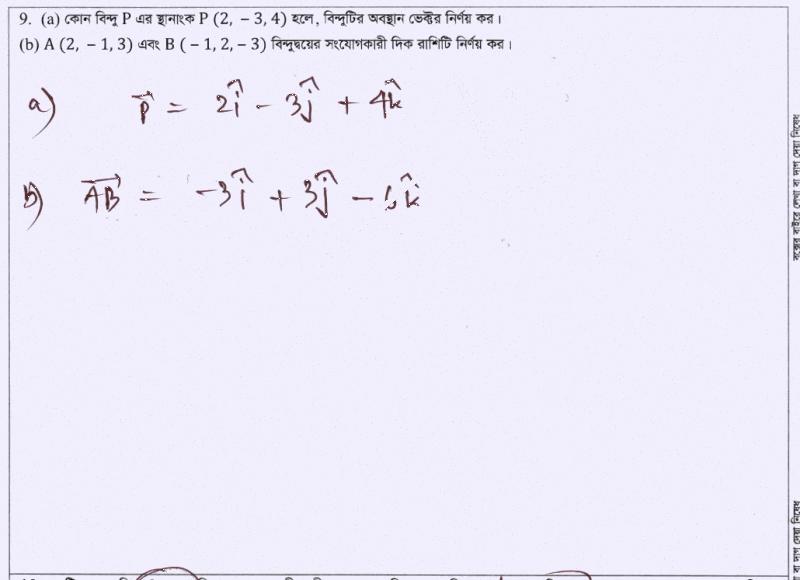 9. (a) কোন বিন্দু P এর স্থানাংক P (2, − 3, 4) হলে, বিন্দুটির অবস্থান ভেক্টর নির্ণয় কর।
(b) A (2, − 1, 3) এবং B ( − 1, 2, − 3) বিন্দুদ্বয়ের সংযোগকারী দিক রাশিটি নির্ণয় কর।
a) \vec{P} = 2\hat{i} - 3\hat{j} + 4\hat{k}
b) \vec{AB} = -3\hat{i} + 3\hat{j} - 6\hat{k}
বক্সের বাইরে লেখা বা দাগ দেয়া নিষেধ
বা দাগ দেয়া নিষেধ